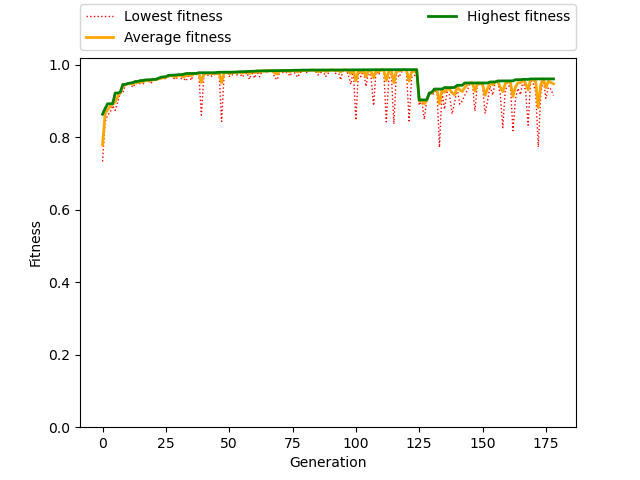 Lowest fitness
Average fitness
Highest fitness
1.0
0.8
0.6
0.4
0.2
0.0
Fitness
0 25 50 75 100 125 150 175
Generation